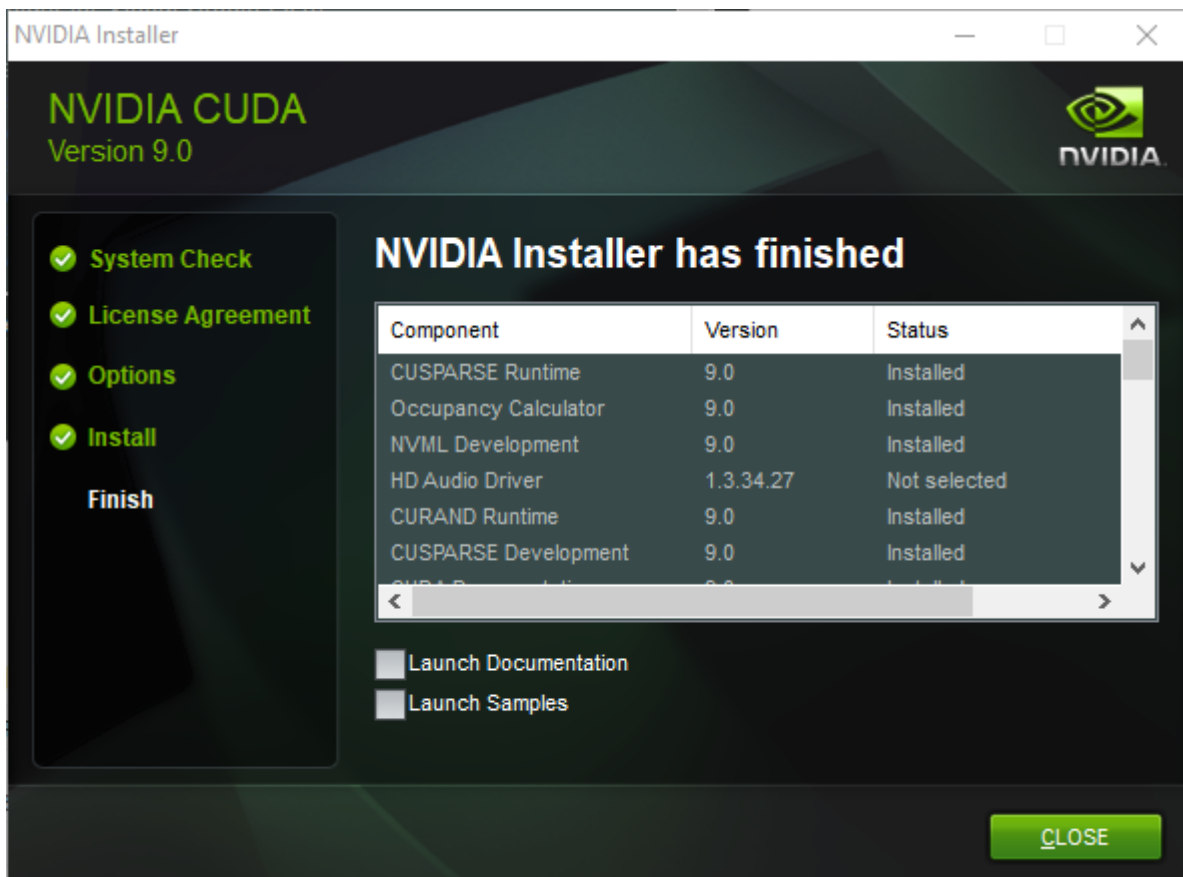 NVIDIA Installer
NVIDIA CUDA
Version 9.0
NVIDIA.
System Check
License Agreement
Options
Install
Finish
NVIDIA Installer has finished
Component Version Status
CUSPARSE Runtime 9.0 Installed
Occupancy Calculator 9.0 Installed
NVML Development 9.0 Installed
HD Audio Driver 1.3.34.27 Not selected
CURAND Runtime 9.0 Installed
CUSPARSE Development 9.0 Installed
Launch Documentation
Launch Samples
CLOSE